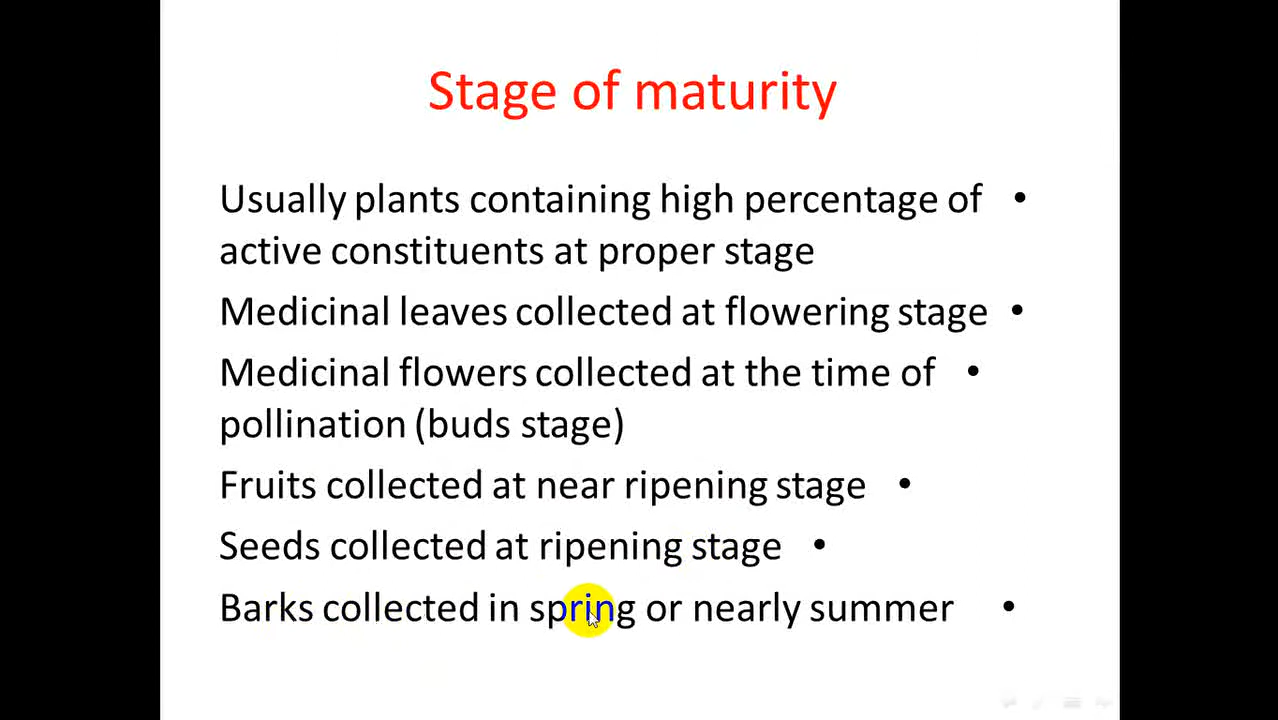 Stage of maturity
Usually plants containing high percentage of •
active constituents at proper stage
Medicinal leaves collected at flowering stage •
Medicinal flowers collected at the time of •
pollination (buds stage)
Fruits collected at near ripening stage •
Seeds collected at ripening stage •
Barks collected in spring or nearly summer •